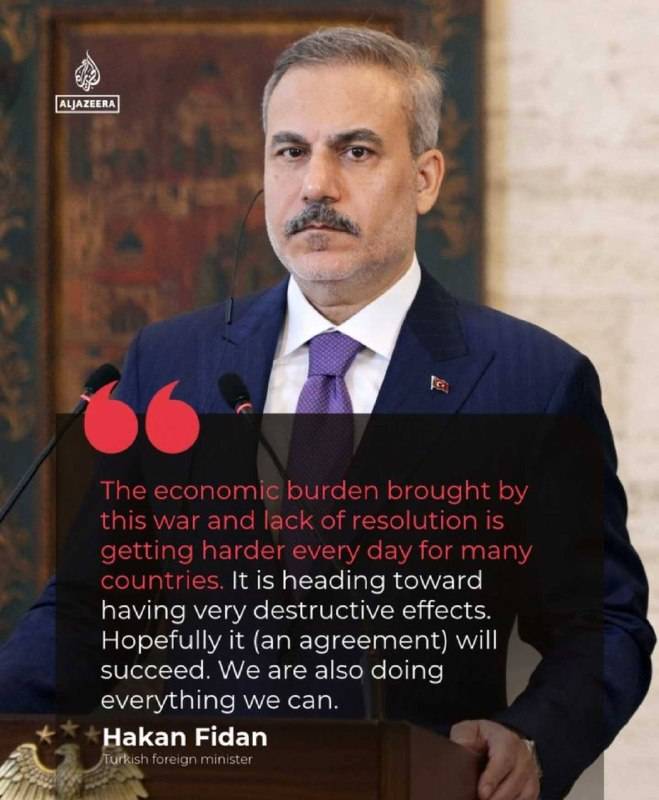 ALJAZEERA
The economic burden brought by
this war and lack of resolution is
getting harder every day for many
countries. It is heading toward
having very destructive effects.
Hopefully it (an agreement) will
succeed. We are also doing
everything we can.
Hakan Fidan
Turkish foreign minister